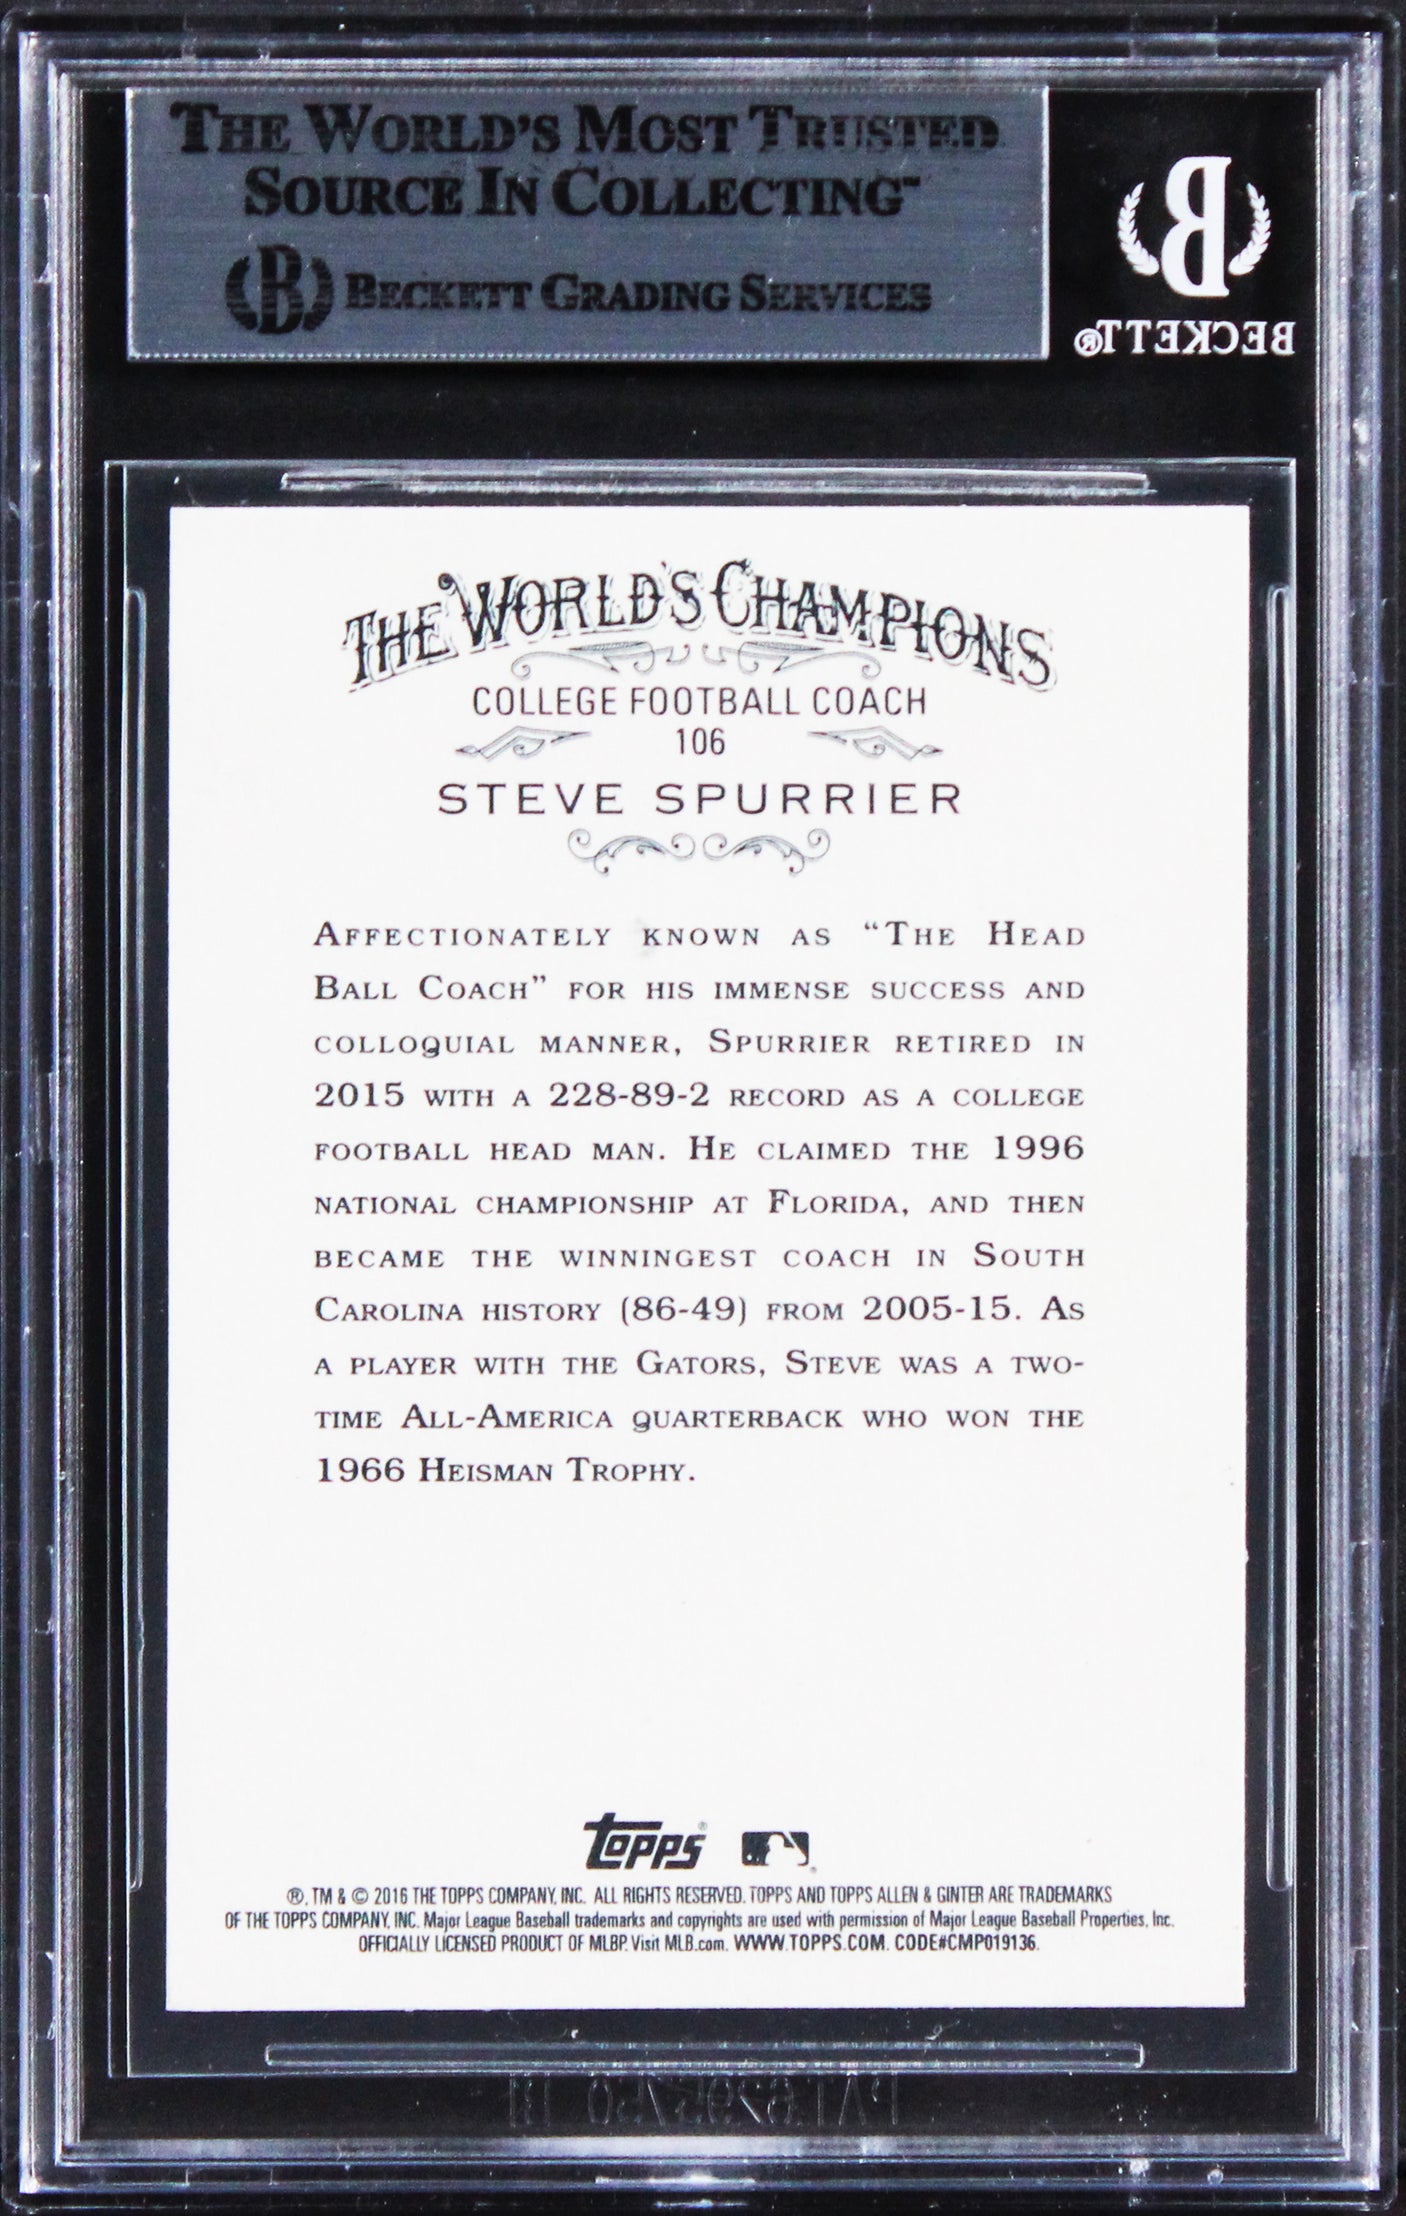 THE WORLD'S MOST TRUSTED
SOURCE IN COLLECTING™
B BECKETT GRADING SERVICES
B
BECKETT®
THE WORLD'S CHAMPIONS
COLLEGE FOOTBALL COACH
106
STEVE SPURRIER
AFFECTIONATELY KNOWN AS “THE HEAD
BALL COACH” FOR HIS IMMENSE SUCCESS AND
COLLOQUIAL MANNER, SPURRIER RETIRED IN
2015 WITH A 228-89-2 RECORD AS A COLLEGE
FOOTBALL HEAD MAN. HE CLAIMED THE 1996
NATIONAL CHAMPIONSHIP AT FLORIDA, AND THEN
BECAME THE WINNINGEST COACH IN SOUTH
CAROLINA HISTORY (86-49) FROM 2005-15. AS
A PLAYER WITH THE GATORS, STEVE WAS A TWO-
TIME ALL-AMERICA QUARTERBACK WHO WON THE
1966 HEISMAN TROPHY.
Topps®
®, TM & © 2016 THE TOPPS COMPANY, INC. ALL RIGHTS RESERVED. TOPPS AND TOPPS ALLEN & GINTER ARE TRADEMARKS
OF THE TOPPS COMPANY, INC. Major League Baseball trademarks and copyrights are used with permission of Major League Baseball Properties, Inc.
OFFICIALLY LICENSED PRODUCT OF MLBP. Visit MLB.com. WWW.TOPPS.COM. CODE#CMP019136.